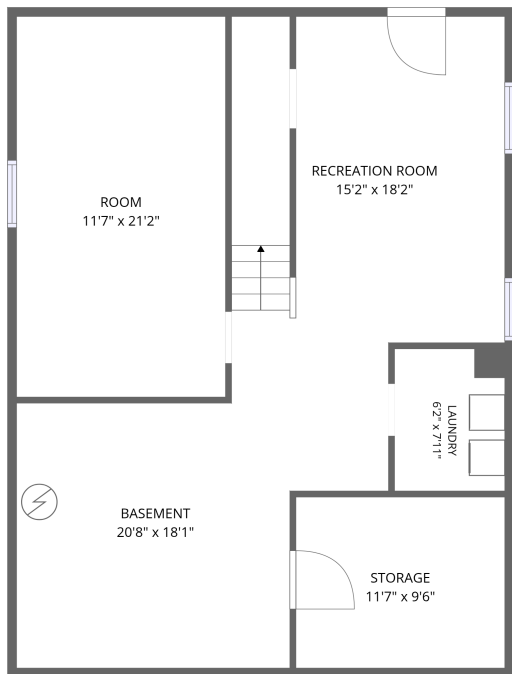 RECREATION ROOM
15'2" x 18'2"
ROOM
11'7" x 21'2"
LAUNDRY
6'2" x 7'11"
BASEMENT
20'8" x 18'1"
STORAGE
11'7" x 9'6"